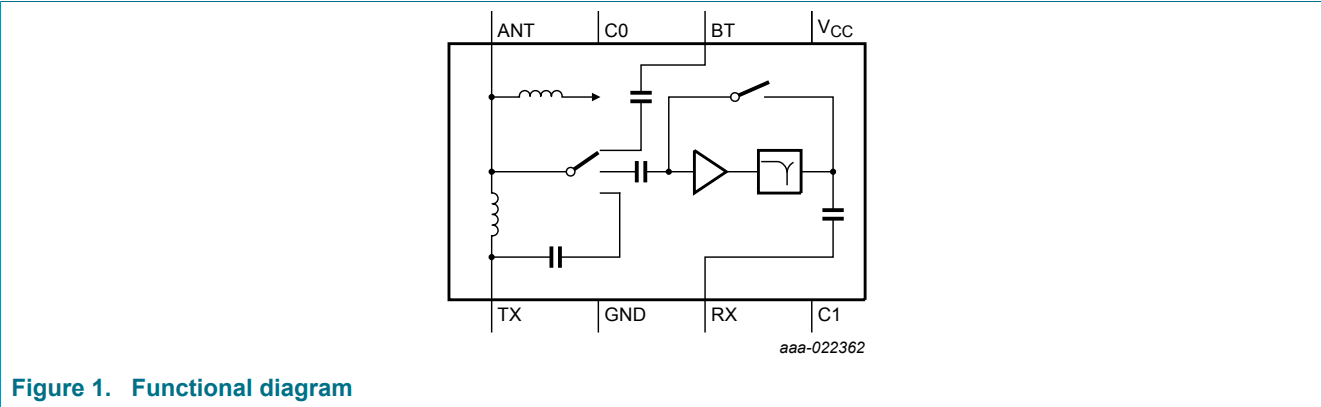 ANT C0 BT VCC
TX GND RX C1
aaa-022362
Figure 1. Functional diagram